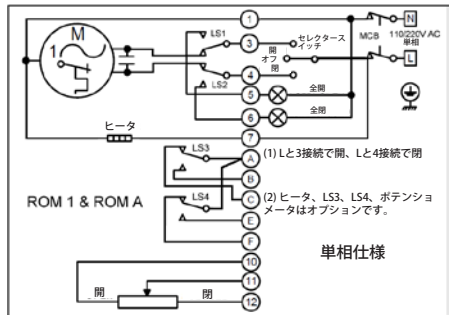 M
1
LS1
LS2
ヒータ
LS3
LS4
ROM 1 & ROM A
開
閉
1
3
4
5
6
7
A
B
C
E
F
10
11
12
セレクタース
イッチ
開
オフ
閉
全開
全閉
MCB
110/220V AC
単相
N
L
(1) Lと3接続で開、Lと4接続で閉
(2) ヒータ、LS3、LS4、ポテンショ
メータはオプションです。
単相仕様